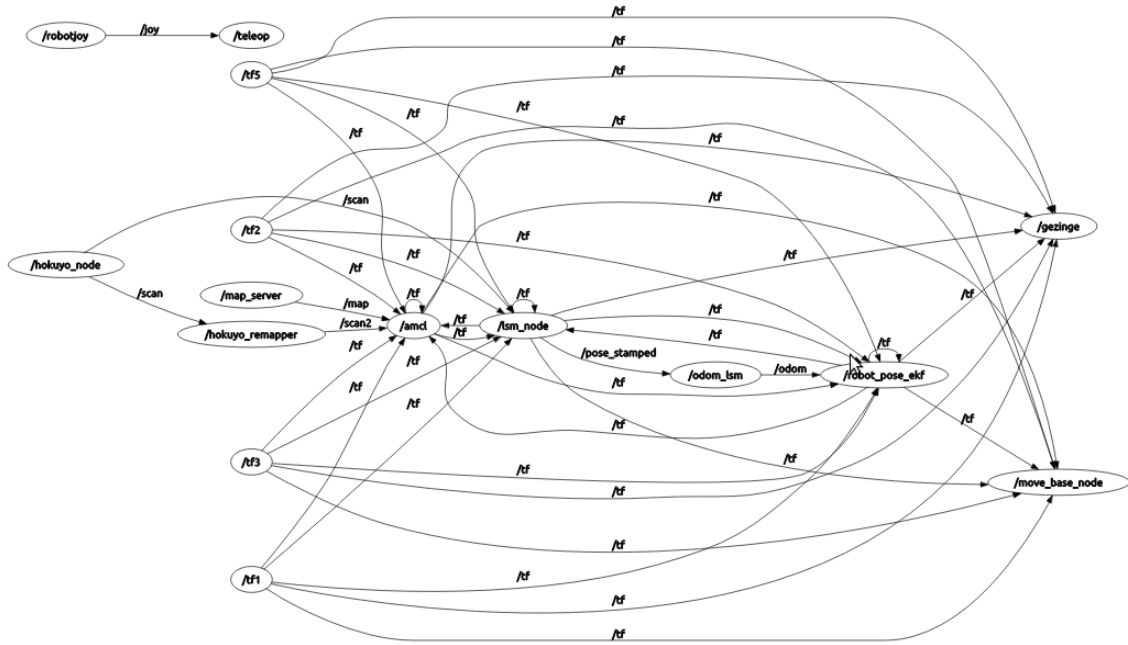 /tf
/joy
/robotjoy
/teleop
/tf
/tf5
/tf
/tf
/tf
/tf
/tf
/tf
/scan
/tf
/tf2
/tf
/gezinge
/tf
/hokuyo_node
/tf
/tf
/tf
/scan
/tf
/map_server
/tf
/map
/tf
/amcl
/scan2
/lsm_node
/hokuyo_remapper
/tf
/tf
/tf
/tf
/pose_stamped
/tf
/odom_lsm
/odom
/robot_pose_ekf
/tf
/tf
/tf
/tf
/tf
/tf
/tf3
/tf
/tf
/move_base_node
/tf
/tf
/tf1
/tf
/tf
/tf